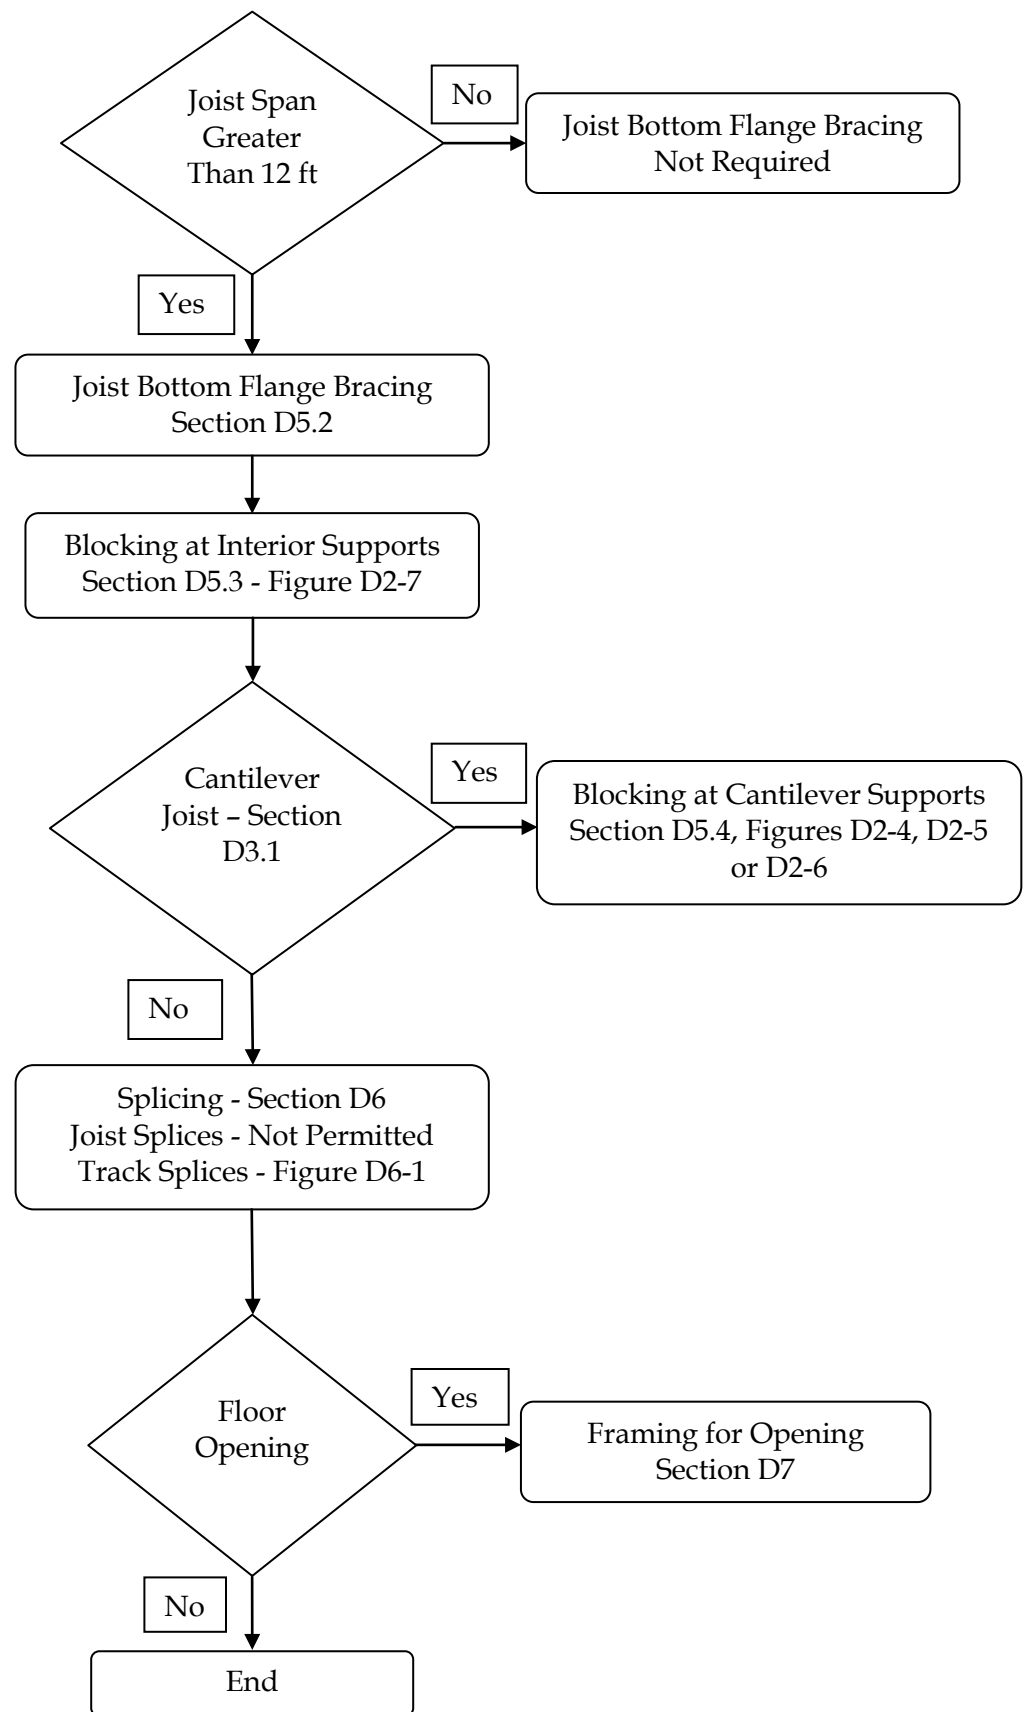 Joist Span
Greater
Than 12 ft
No
Joist Bottom Flange Bracing
Not Required
Yes
Joist Bottom Flange Bracing
Section D5.2
Blocking at Interior Supports
Section D5.3 - Figure D2-7
Cantilever
Joist – Section
D3.1
Yes
Blocking at Cantilever Supports
Section D5.4, Figures D2-4, D2-5
or D2-6
No
Splicing - Section D6
Joist Splices - Not Permitted
Track Splices - Figure D6-1
Floor
Opening
Yes
Framing for Opening
Section D7
No
End